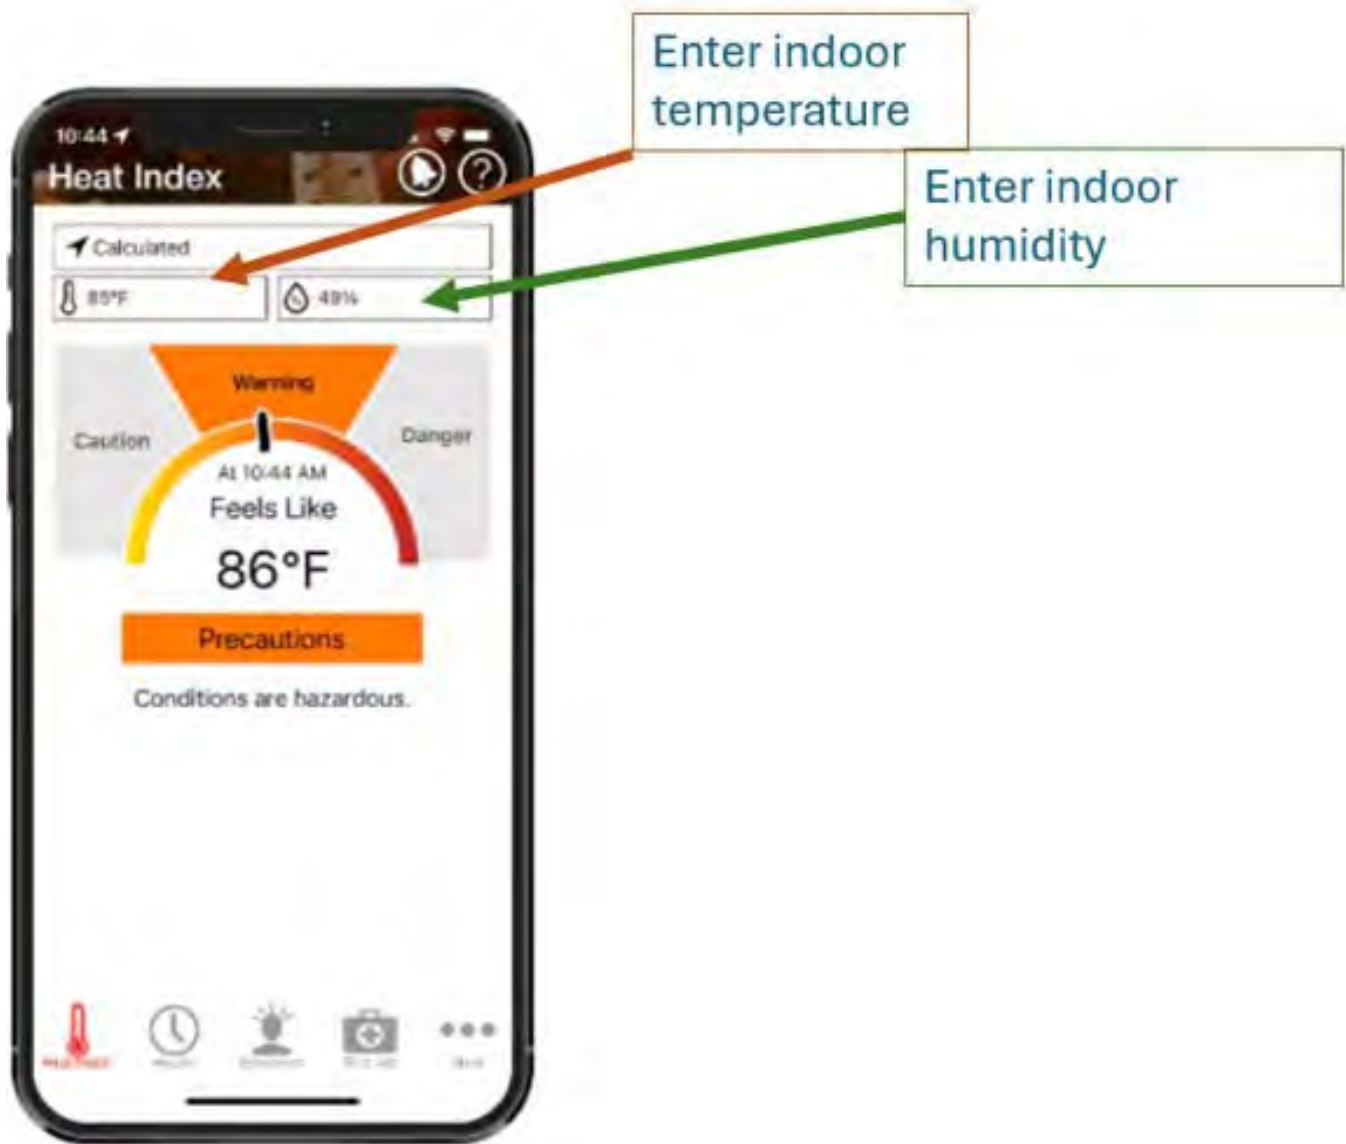 Enter indoor
temperature
Enter indoor
humidity
10:44
Heat Index
?
Calculated
85°F
49%
Warning
Caution
Danger
At 10:44 AM
Feels Like
86°F
Precautions
Conditions are hazardous.